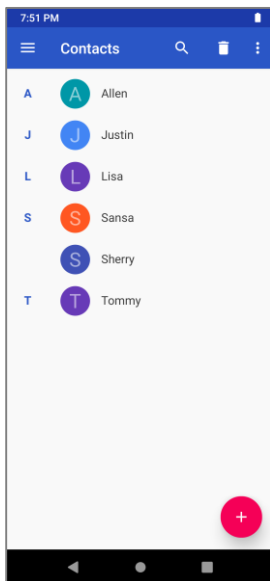 7:51 PM
Contacts
A A Allen
J J Justin
L L Lisa
S S Sansa
S Sherry
T T Tommy
+